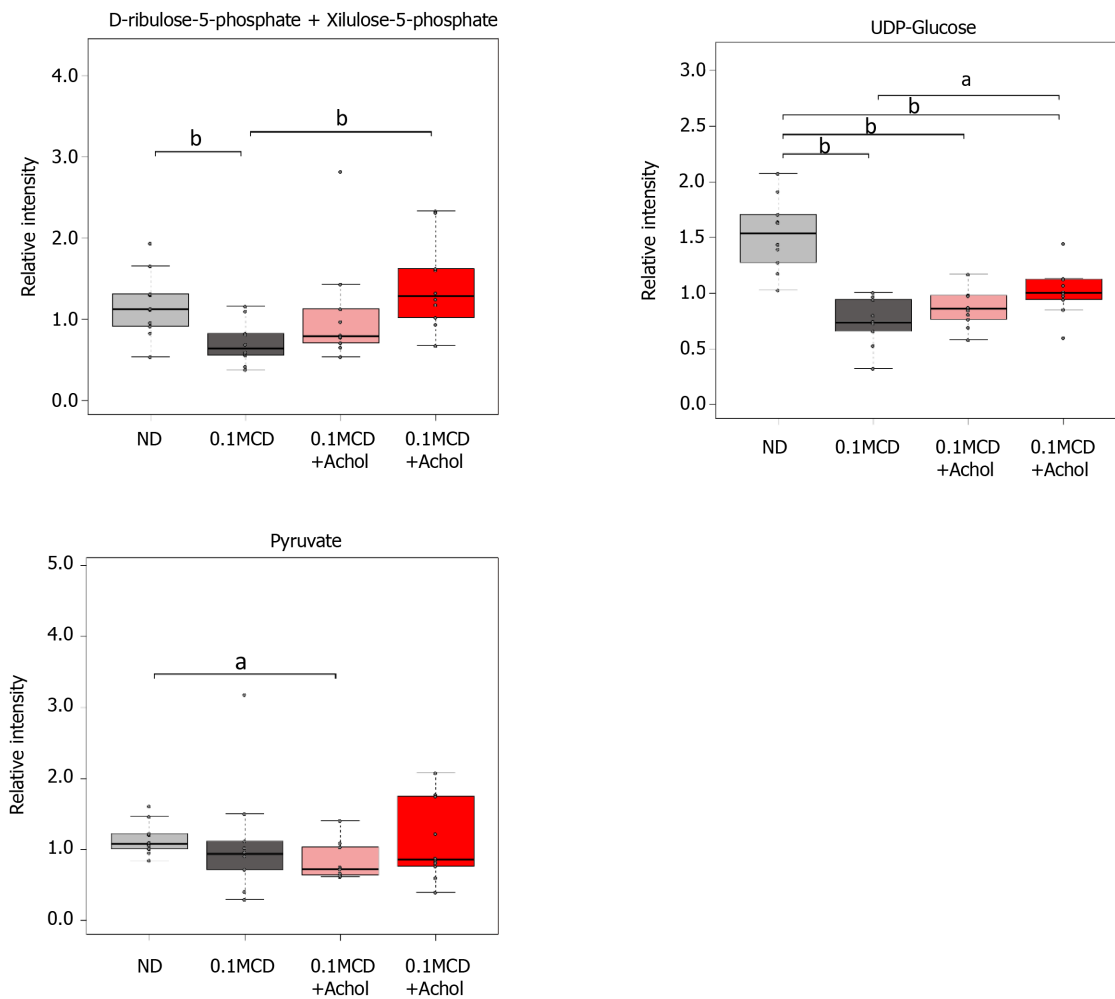 D-ribulose-5-phosphate + Xilulose-5-phosphate
4.0
3.0
2.0
1.0
0.0
Relative intensity
b
b
ND
0.1MCD
0.1MCD
+Achol
0.1MCD
+Achol
UDP-Glucose
3.0
2.5
2.0
1.5
1.0
0.5
0.0
Relative intensity
a
b
b
b
ND
0.1MCD
0.1MCD
+Achol
0.1MCD
+Achol
Pyruvate
5.0
4.0
3.0
2.0
1.0
0.0
Relative intensity
a
ND
0.1MCD
0.1MCD
+Achol
0.1MCD
+Achol